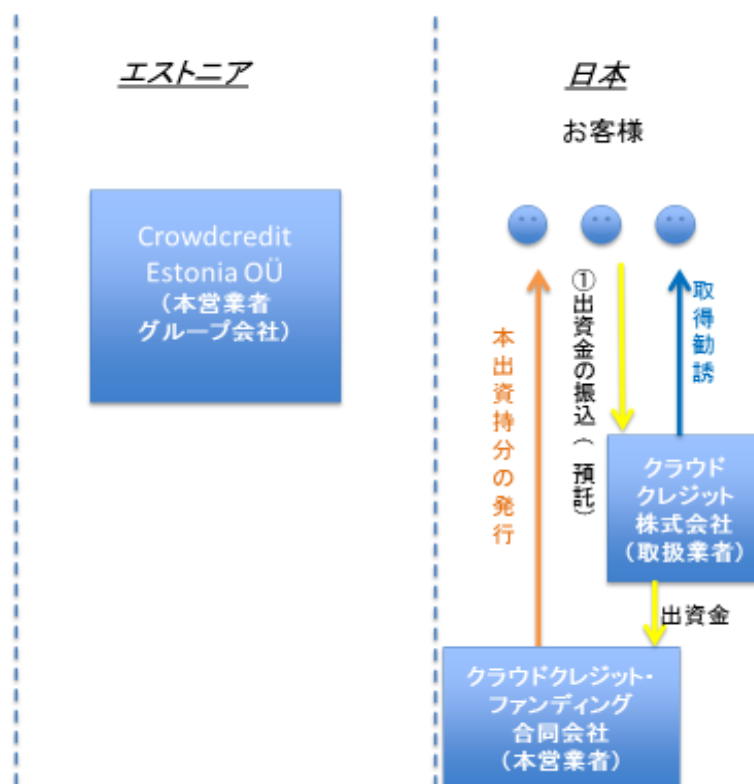 エストニア
日本
お客様
Crowdcredit
Estonia OÜ
(本営業者
グループ会社)
本出資持分の発行
①出資金の振込(預託)
取得勧誘
クラウド
クレジット
株式会社
(取扱業者)
出資金
クラウドクレジット・
ファンディング
合同会社
(本営業者)